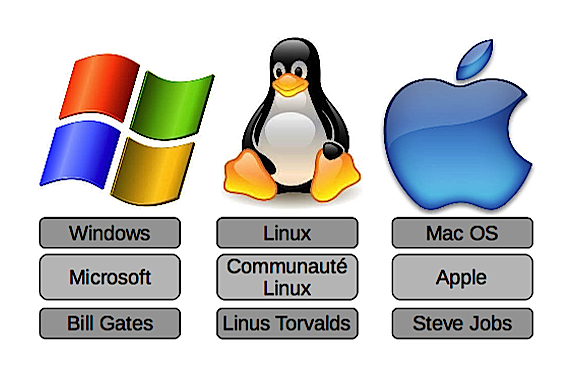 Windows
Linux
Mac OS
Microsoft
Communauté
Linux
Apple
Bill Gates
Linus Torvalds
Steve Jobs